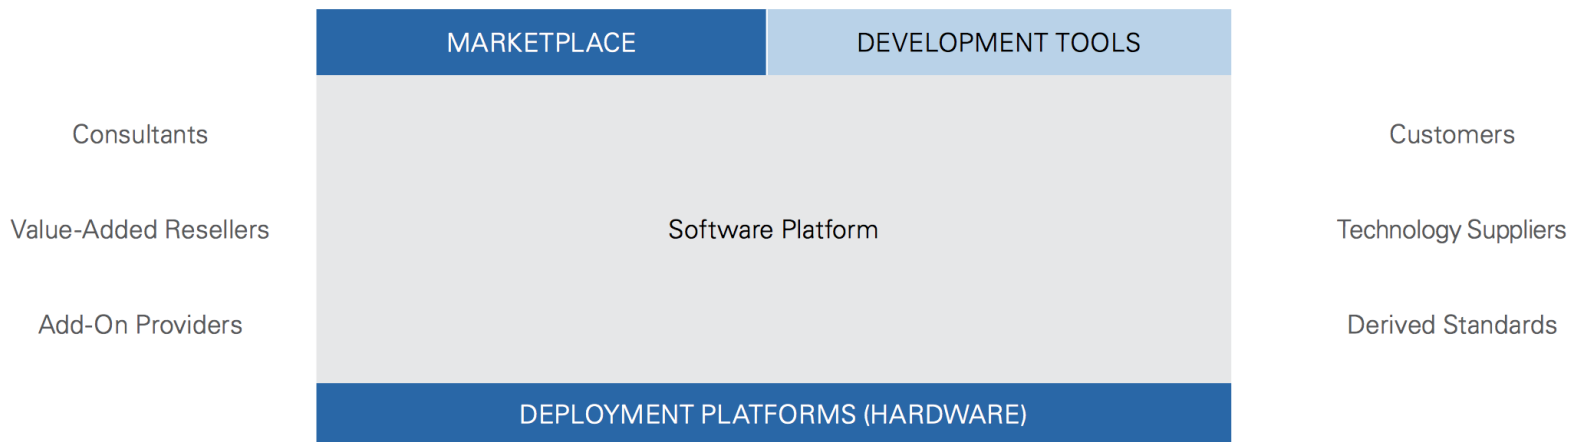 MARKETPLACE
DEVELOPMENT TOOLS
Consultants
Customers
Value-Added Resellers
Software Platform
Technology Suppliers
Add-On Providers
Derived Standards
DEPLOYMENT PLATFORMS (HARDWARE)